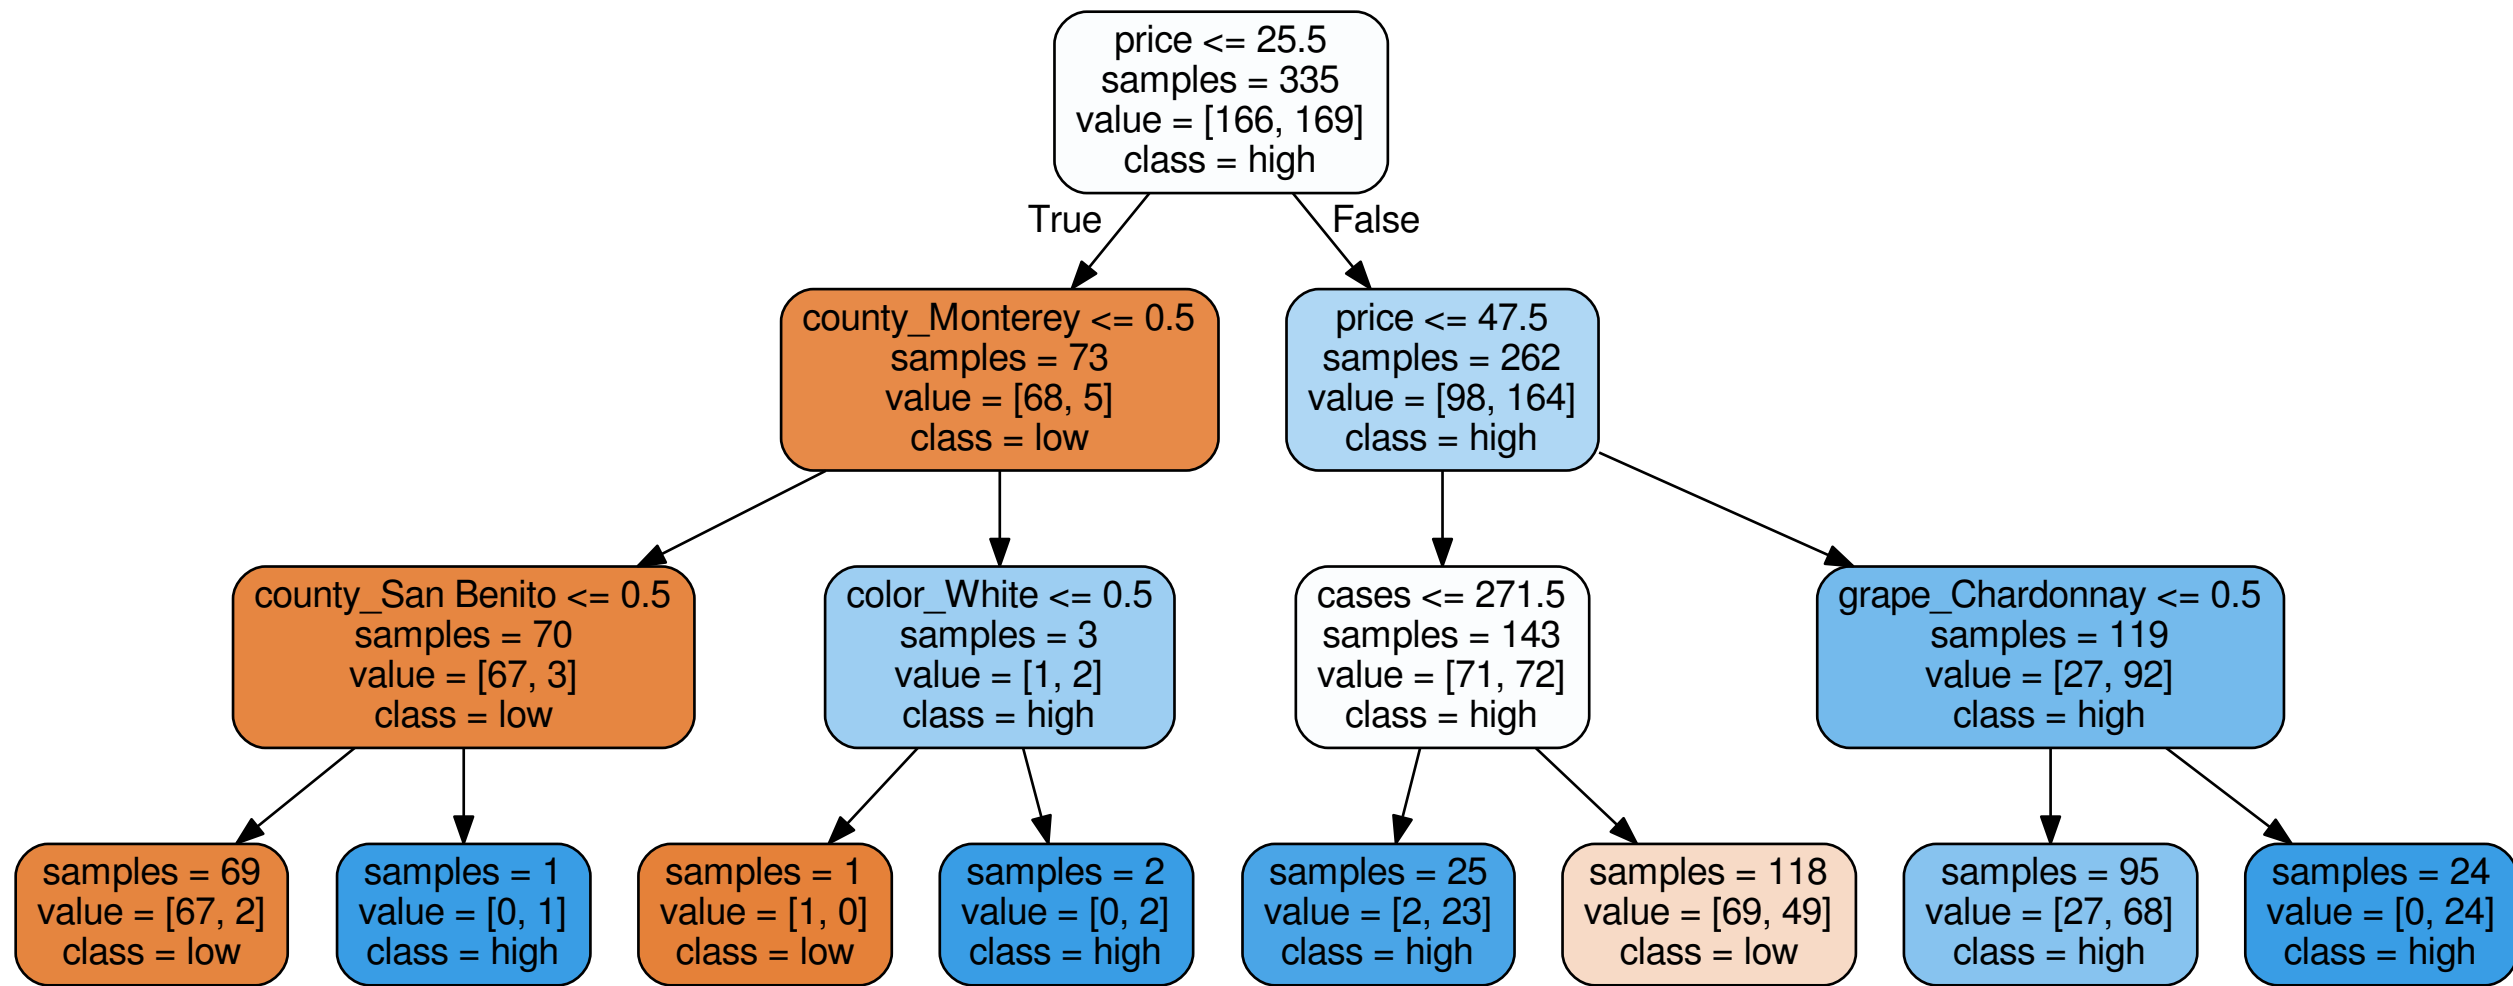 price <= 25.5
samples = 335
value = [166, 169]
class = high
True
False
county_Monterey <= 0.5
samples = 73
value = [68, 5]
class = low
price <= 47.5
samples = 262
value = [98, 164]
class = high
county_San Benito <= 0.5
samples = 70
value = [67, 3]
class = low
color_White <= 0.5
samples = 3
value = [1, 2]
class = high
cases <= 271.5
samples = 143
value = [71, 72]
class = high
grape_Chardonnay <= 0.5
samples = 119
value = [27, 92]
class = high
samples = 69
value = [67, 2]
class = low
samples = 1
value = [0, 1]
class = high
samples = 1
value = [1, 0]
class = low
samples = 2
value = [0, 2]
class = high
samples = 25
value = [2, 23]
class = high
samples = 118
value = [69, 49]
class = low
samples = 95
value = [27, 68]
class = high
samples = 24
value = [0, 24]
class = high